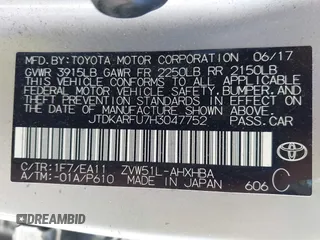 MFD.BY:TOYOTA MOTOR CORPORATION 06/17
GVWR 3915LB GAWR FR 2250LB RR 2150LB
THIS VEHICLE CONFORMS TO ALL APPLICABLE
FEDERAL MOTOR VEHICLE SAFETY,BUMPER,AND
THEFT PREVENTION STANDARDS IN EFFECT ON
THE DATE OF MANUFACTURE SHOWN ABOVE.
JTDKARFU7H3047752 PASS.CAR
C/TR:1F7/EA11 ZVW51L-AHXHBA
A/TM:-01A/P610 MADE IN JAPAN 606 C
TOYOTA
© DREAMBID